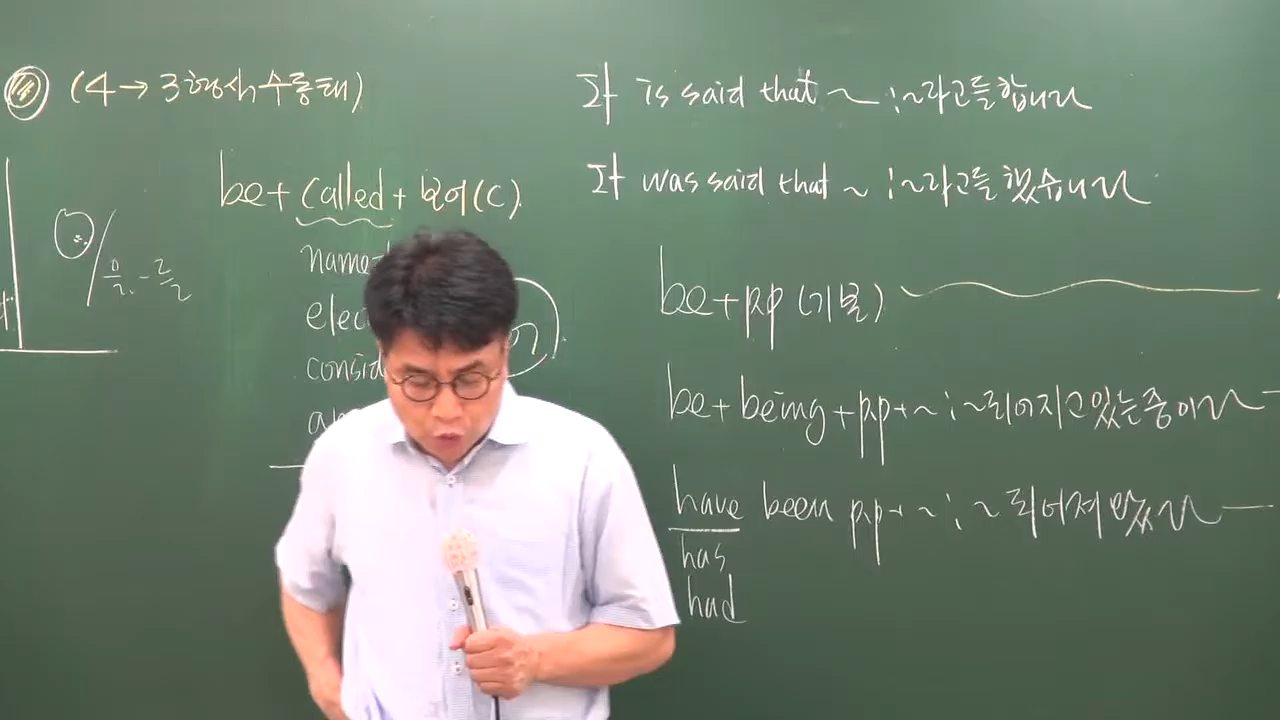 (4→3형식수동태)
be+called+보어(C)
name
elec
consid
It is said that ~ : ~라고들합니다
It was said that ~ : ~라고들했습니다
be+p.p (기본)
be+being+p.p+~ : ~되어지고있는중이다
have been p.p+~ : ~되어져왔다
has
had